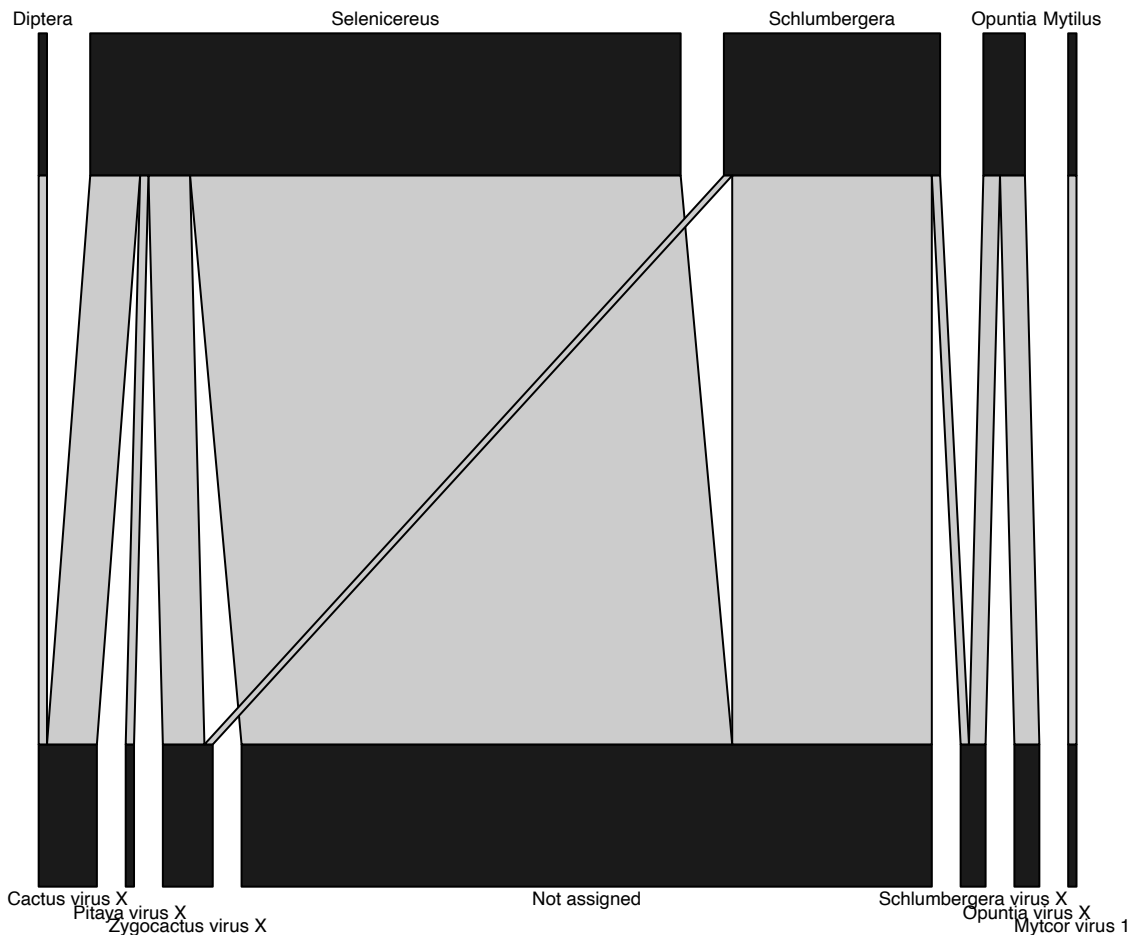 Diptera
Selenicereus
Schlumbergera
Opuntia
Mytilus
Cactus virus X
Pitaya virus X
Zygocactus virus X
Not assigned
Schlumbergera virus X
Opuntia virus X
Mytcor virus 1